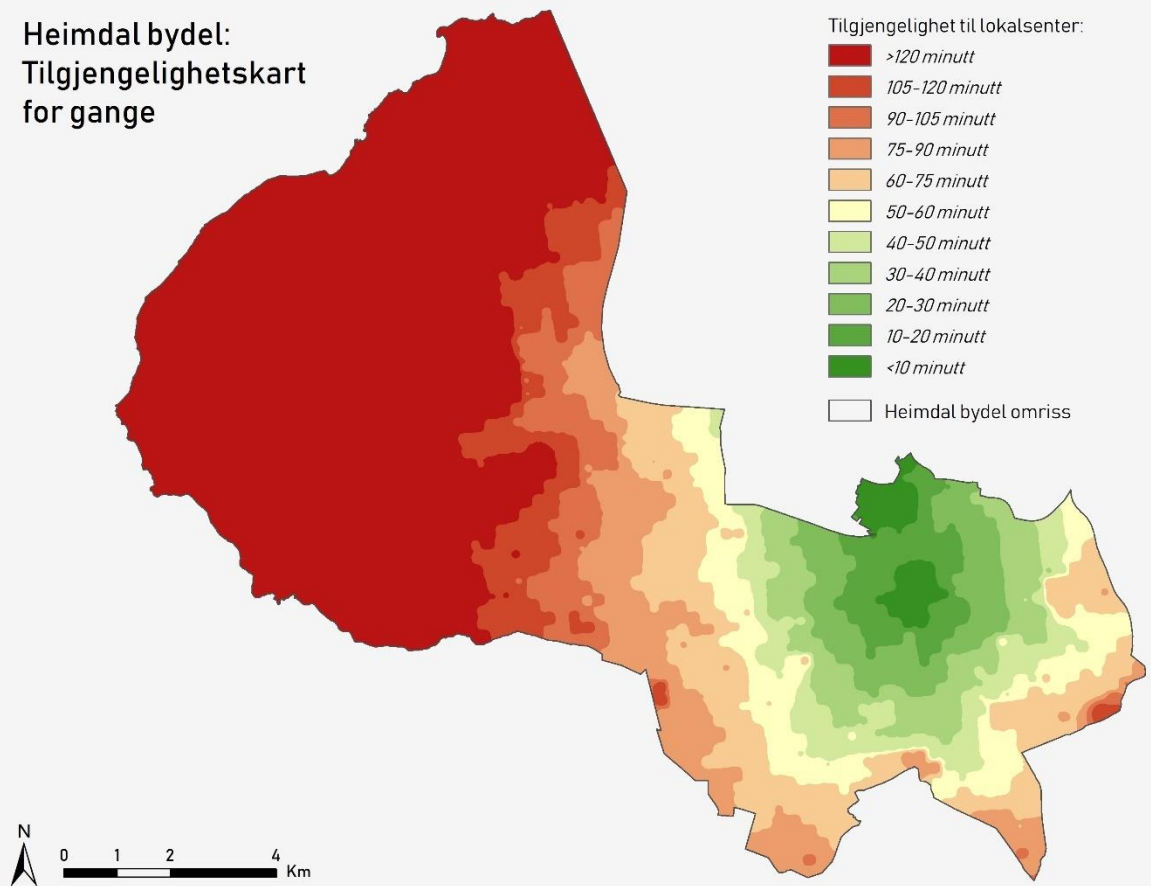 Heimdal bydel:
Tilgjengelighetskart
for gange
Tilgjengelighet til lokalsenter:
>120 minutt
105-120 minutt
90-105 minutt
75-90 minutt
60-75 minutt
50-60 minutt
40-50 minutt
30-40 minutt
20-30 minutt
10-20 minutt
<10 minutt
Heimdal bydel omriss
N
0 1 2 4
Km